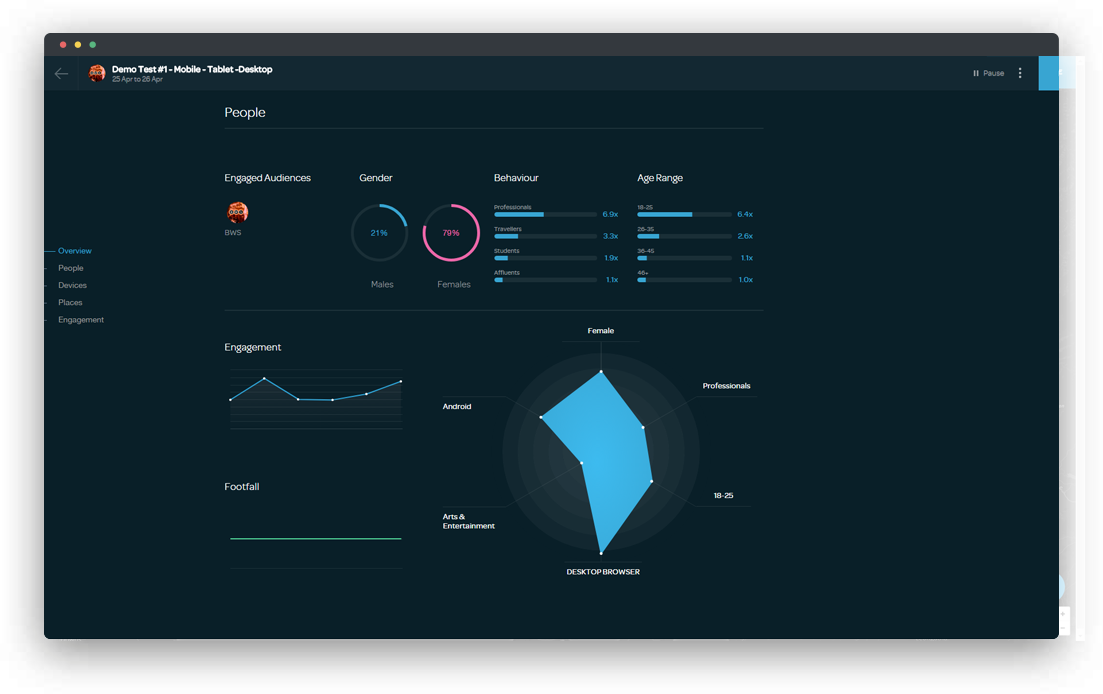 Demo Test #1 - Mobile - Tablet -Desktop
25 Apr to 26 Apr
Pause
People
Engaged Audiences
BWS
Gender
21%
79%
Males
Females
Behaviour
Professionals
6.9x
Travellers
3.3x
Students
1.9x
Affluents
1.1x
Age Range
18-25
6.4x
26-35
2.6x
36-45
1.1x
46+
1.0x
Overview
People
Devices
Places
Engagement
Engagement
Footfall
Female
Professionals
Android
18-25
Arts &
Entertainment
DESKTOP BROWSER